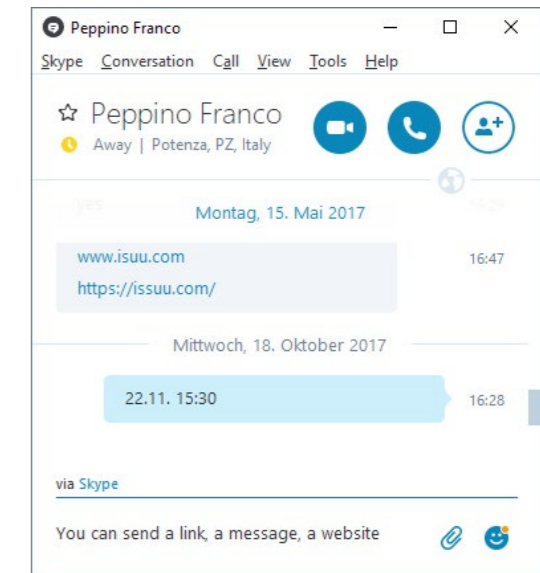 Peppino Franco
Skype Conversation Call View Tools Help
Peppino Franco
Away | Potenza, PZ, Italy
yes
Montag, 15. Mai 2017
www.isuu.com 16:47
https://issuu.com/
Mittwoch, 18. Oktober 2017
22.11. 15:30 16:28
via Skype
You can send a link, a message, a website